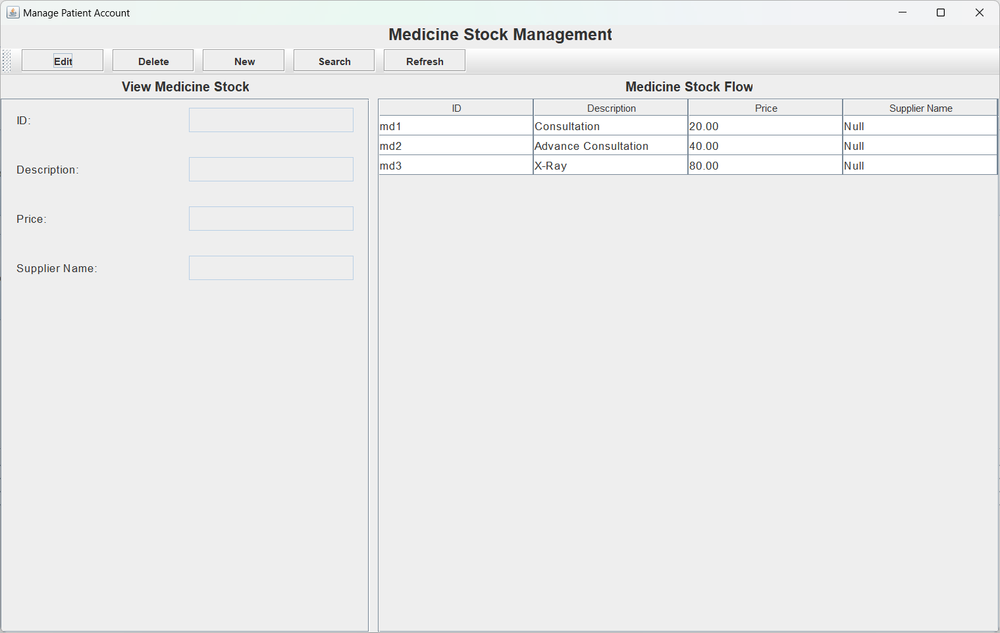 Manage Patient Account
Medicine Stock Management
Edit Delete New Search Refresh
View Medicine Stock
ID:
Description:
Price:
Supplier Name:
Medicine Stock Flow
ID Description Price Supplier Name
md1 Consultation 20.00 Null
md2 Advance Consultation 40.00 Null
md3 X-Ray 80.00 Null